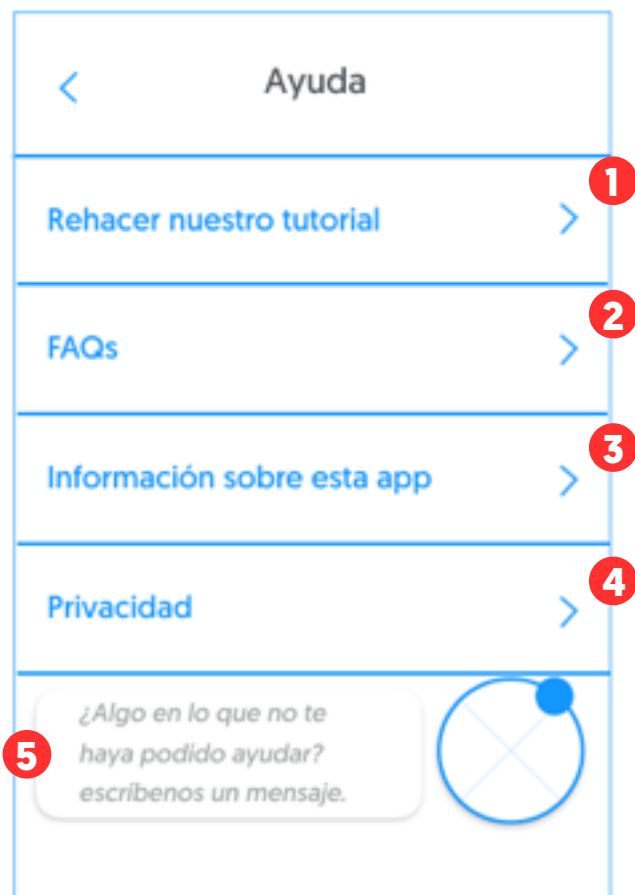 Ayuda
1
Rehacer nuestro tutorial
2
FAQs
3
Información sobre esta app
4
Privacidad
5
¿Algo en lo que no te
haya podido ayudar?
escríbenos un mensaje.